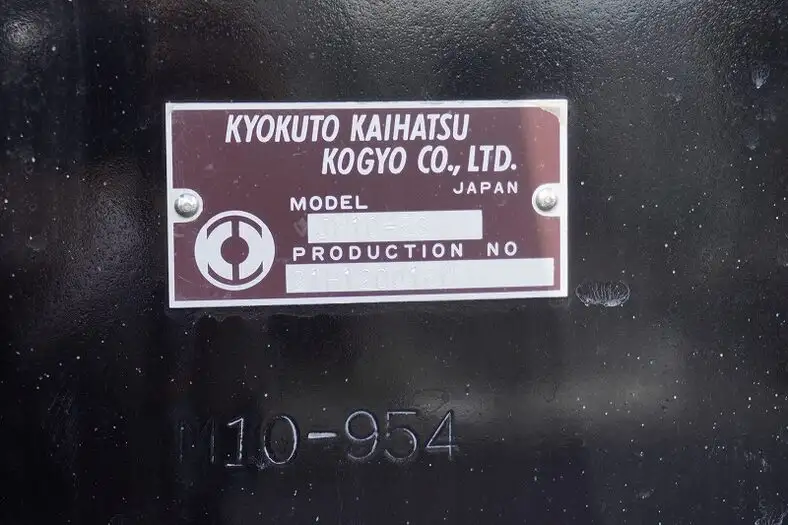 KYOKUTO KAIHATSU
KOGYO CO., LTD.
JAPAN
MODEL
PRODUCTION NO
M10-954